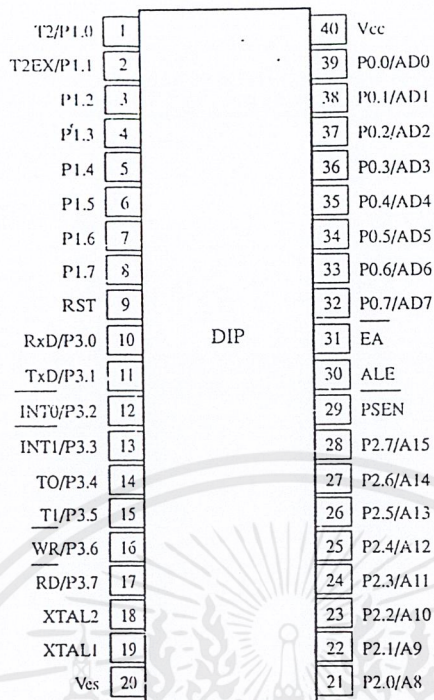 T2/P1.0 1 40 Vcc
T2EX/P1.1 2 39 P0.0/AD0
P1.2 3 38 P0.1/AD1
P1.3 4 37 P0.2/AD2
P1.4 5 36 P0.3/AD3
P1.5 6 35 P0.4/AD4
P1.6 7 34 P0.5/AD5
P1.7 8 33 P0.6/AD6
RST 9 32 P0.7/AD7
RxD/P3.0 10 DIP 31 EA
TxD/P3.1 11 30 ALE
INT0/P3.2 12 29 PSEN
INT1/P3.3 13 28 P2.7/A15
TO/P3.4 14 27 P2.6/A14
T1/P3.5 15 26 P2.5/A13
WR/P3.6 16 25 P2.4/A12
RD/P3.7 17 24 P2.3/A11
XTAL2 18 23 P2.2/A10
XTAL1 19 22 P2.1/A9
Ves 20 21 P2.0/A8